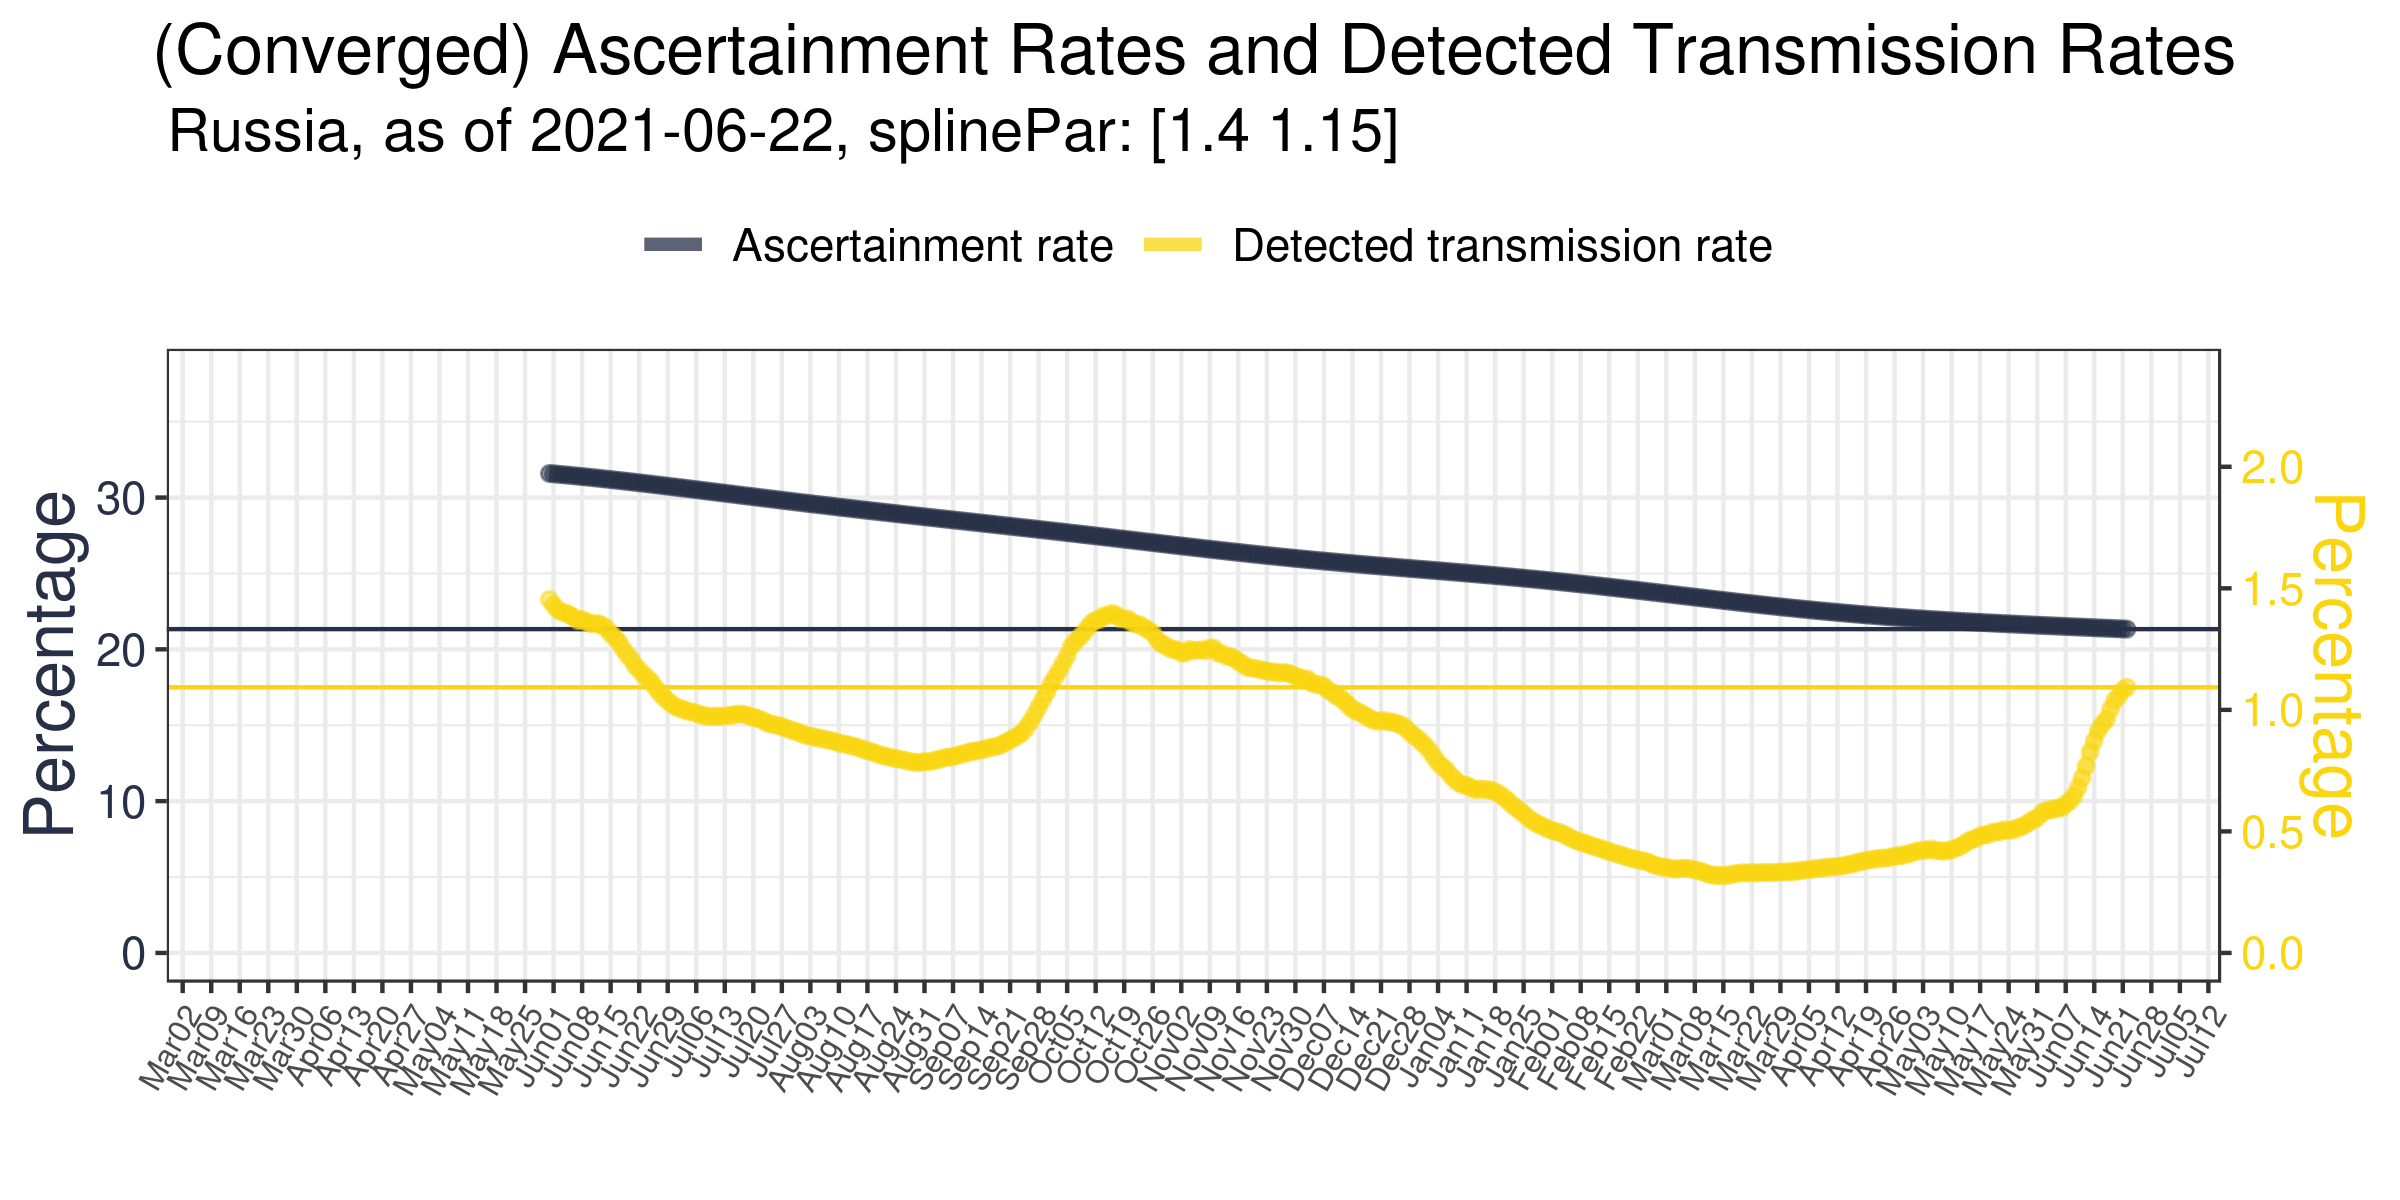 (Converged) Ascertainment Rates and Detected Transmission Rates
Russia, as of 2021-06-22, splinePar: [1.4 1.15]
Ascertainment rate
Detected transmission rate
Percentage
30
20
10
0
2.0
1.5
1.0
0.5
0.0
Percentage
Mar02
Mar09
Mar16
Mar23
Mar30
Apr06
Apr13
Apr20
Apr27
May04
May11
May18
May25
Jun01
Jun08
Jun15
Jun22
Jun29
Jul06
Jul13
Jul20
Jul27
Aug03
Aug10
Aug17
Aug24
Aug31
Sep07
Sep14
Sep21
Sep28
Oct05
Oct12
Oct19
Oct26
Nov02
Nov09
Nov16
Nov23
Nov30
Dec07
Dec14
Dec21
Dec28
Jan04
Jan11
Jan18
Jan25
Feb01
Feb08
Feb15
Feb22
Mar01
Mar08
Mar15
Mar22
Mar29
Apr05
Apr12
Apr19
Apr26
May03
May10
May17
May24
May31
Jun07
Jun14
Jun21
Jun28
Jul05
Jul12